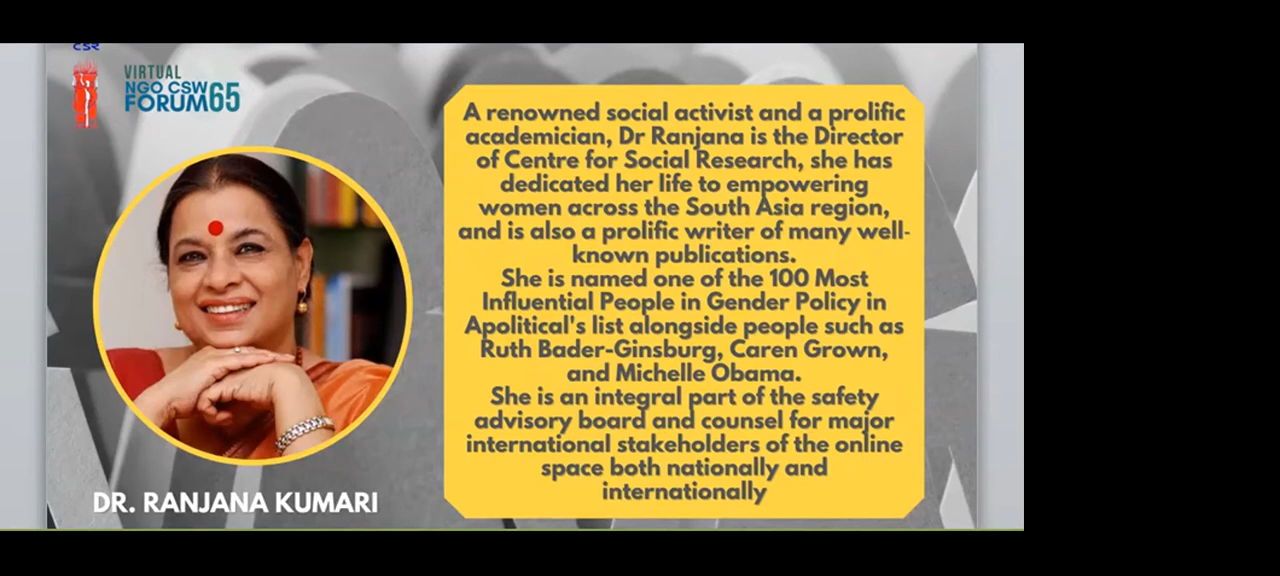 CSR
VIRTUAL
NGO CSW
FORUM65
A renowned social activist and a prolific
academician, Dr Ranjana is the Director
of Centre for Social Research, she has
dedicated her life to empowering
women across the South Asia region,
and is also a prolific writer of many well-
known publications.
She is named one of the 100 Most
Influential People in Gender Policy in
Apolitical's list alongside people such as
Ruth Bader-Ginsburg, Caren Grown,
and Michelle Obama.
She is an integral part of the safety
advisory board and counsel for major
international stakeholders of the online
space both nationally and
internationally
DR. RANJANA KUMARI